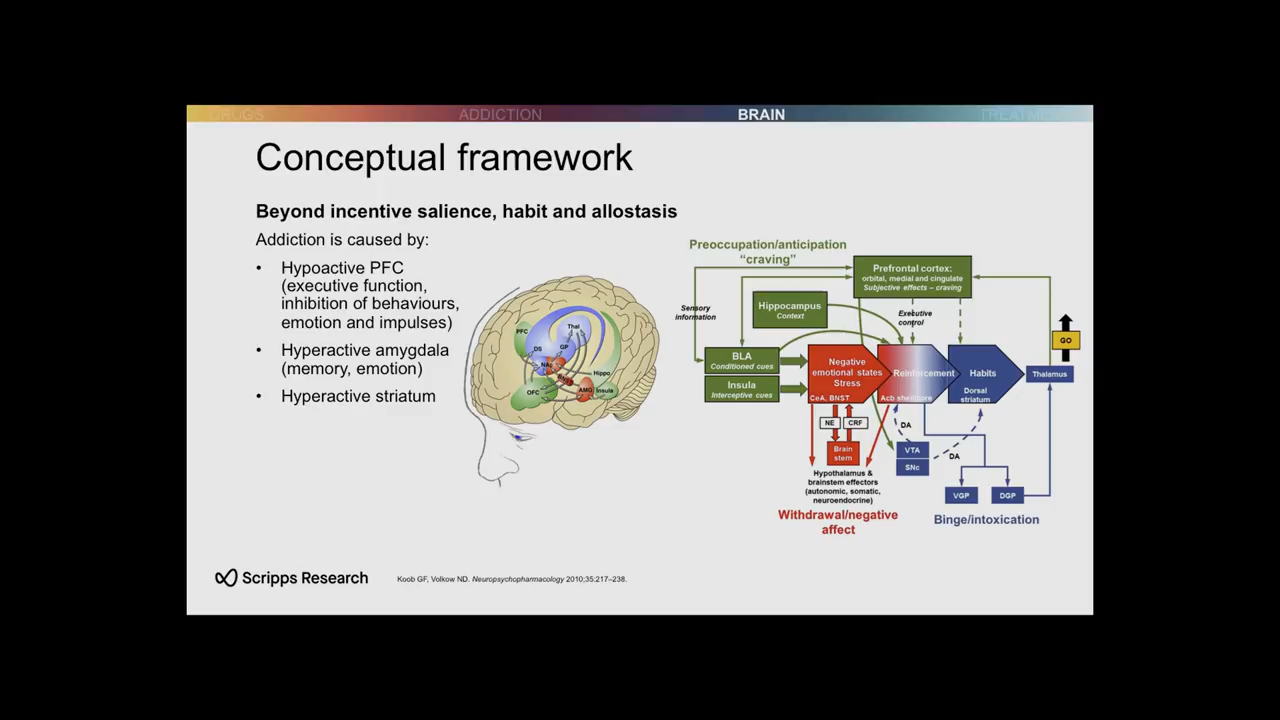 DRUGS
ADDICTION
BRAIN
Conceptual framework
Beyond incentive salience, habit and allostasis
Addiction is caused by:
• Hypoactive PFC
(executive function,
inhibition of behaviours,
emotion and impulses)
• Hyperactive amygdala
(memory, emotion)
• Hyperactive striatum
PFC
Thal
DS
GP
NAc
Hippo
OFC
AMG
Insula
Preoccupation/anticipation
“craving”
Prefrontal cortex:
orbital, medial and cingulate
Subjective effects – craving
Sensory
information
Hippocampus
Context
Executive
control
GO
BLA
Conditioned cues
Insula
Interceptive cues
Negative
emotional states
Stress
CeA, BNST
Reinforcement
Acb shell/core
Habits
Dorsal
striatum
Thalamus
NE
CRF
DA
Brain
stem
VTA
SNc
DA
Hypothalamus &
brainstem effectors
(autonomic, somatic,
neuroendocrine)
VGP
DGP
Withdrawal/negative
affect
Binge/intoxication
Scripps Research
Koob GF, Volkow ND. Neuropsychopharmacology 2010;35:217–238.